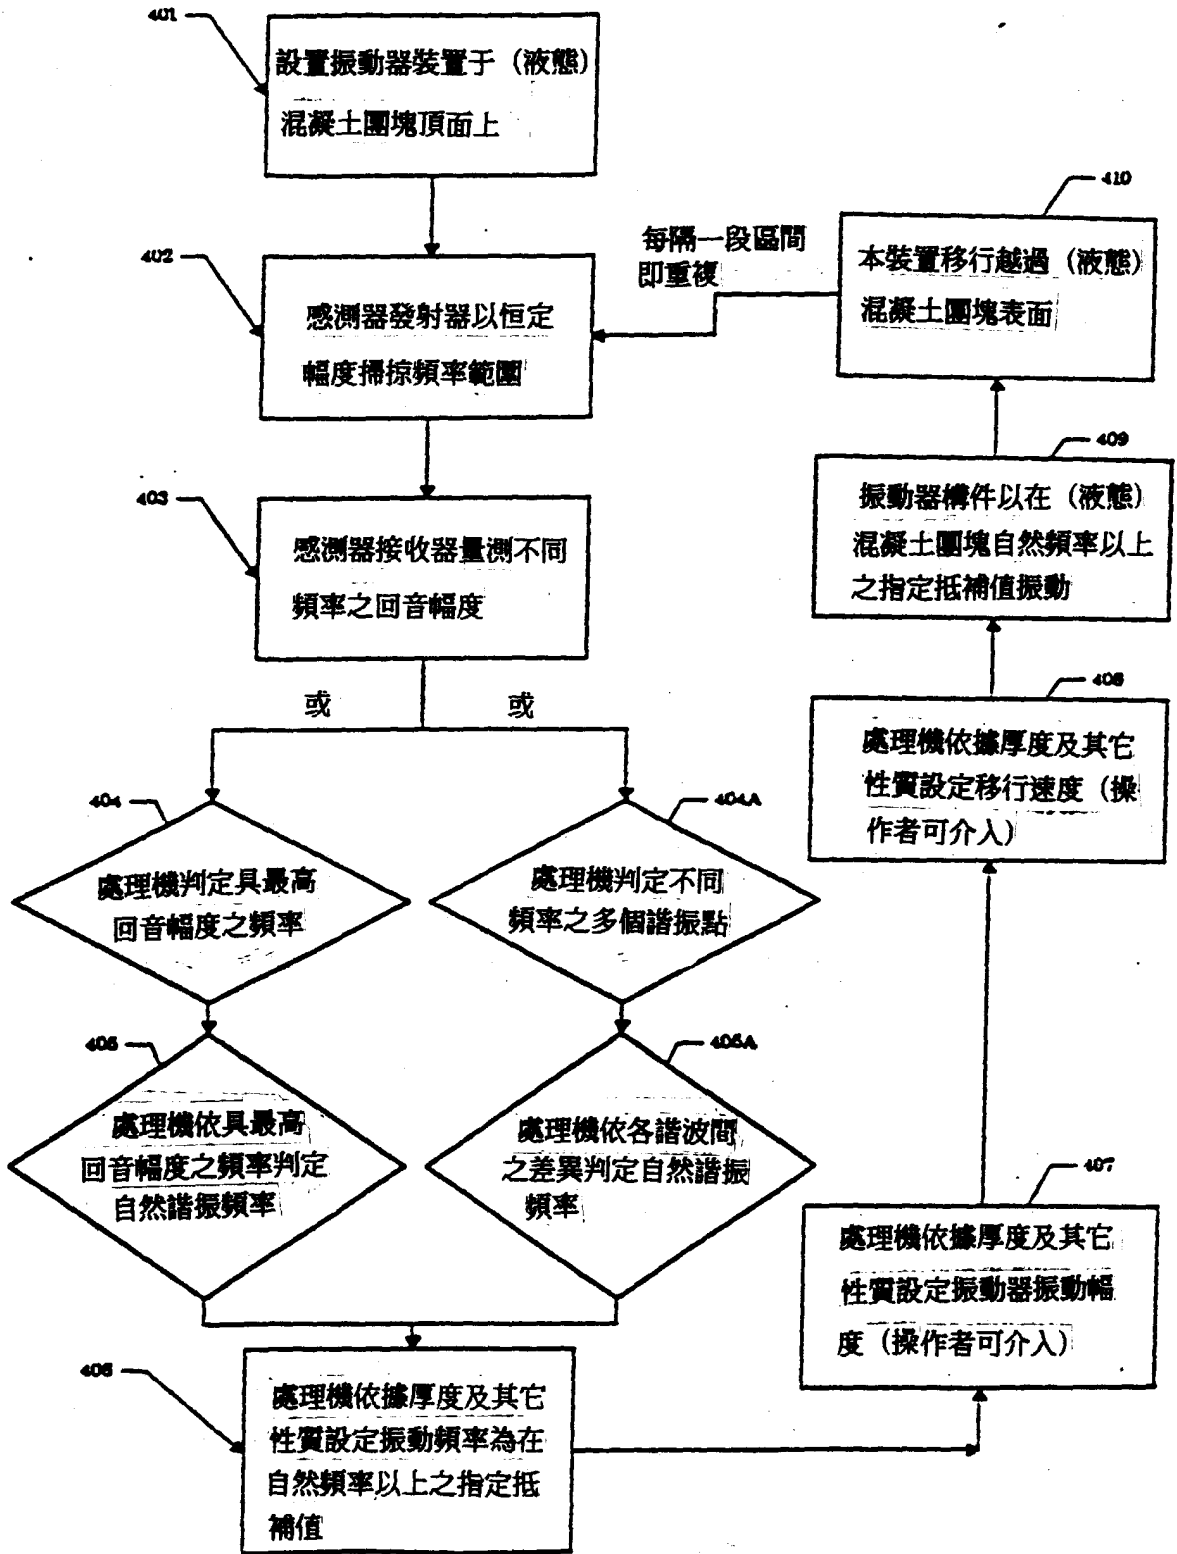 401
設置振動器裝置于（液態）
混凝土團塊頂面上
402
感測器發射器以恒定
幅度掃掠頻率範圍
403
感測器接收器量測不同
頻率之回音幅度
或
或
404
處理機判定具最高
回音幅度之頻率
404A
處理機判定不同
頻率之多個諧振點
405
處理機依具最高
回音幅度之頻率判定
自然諧振頻率
405A
處理機依各諧波間
之差異判定自然諧振
頻率
406
處理機依據厚度及其它
性質設定振動頻率為在
自然頻率以上之指定抵
補值
407
處理機依據厚度及其它
性質設定振動器振動幅
度（操作者可介入）
408
處理機依據厚度及其它
性質設定移行速度（操
作者可介入）
409
振動器構件以在（液態）
混凝土團塊自然頻率以上
之指定抵補值振動
410
本裝置移行越過（液態）
混凝土團塊表面
每隔一段區間
即重複